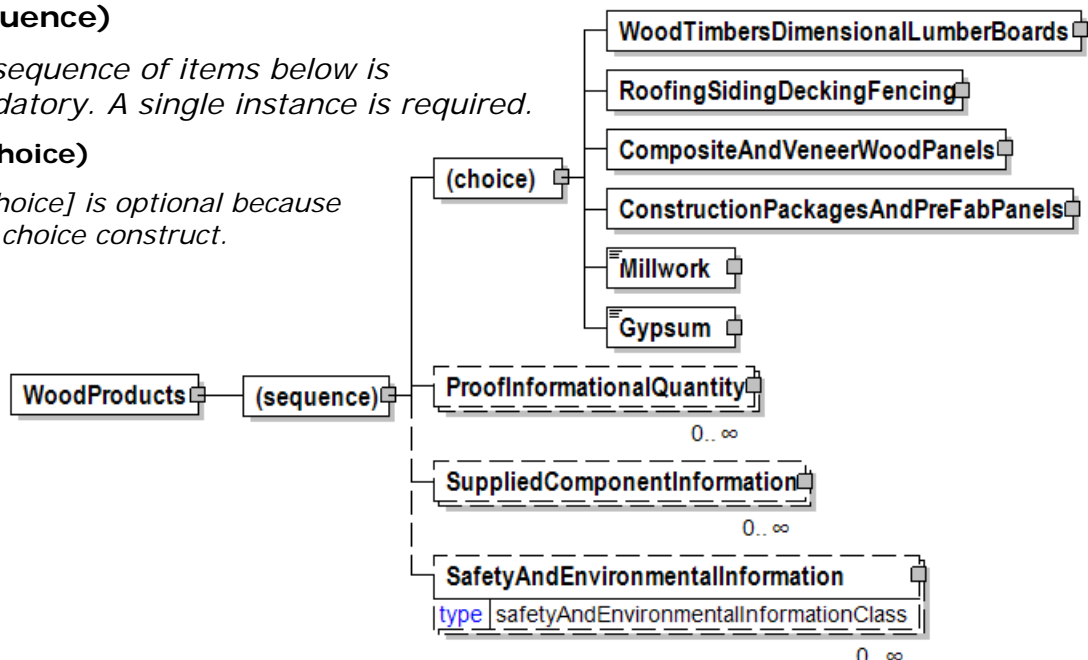 uence)
sequence of items below is
datory. A single instance is required.
hoice)
hoice] is optional because
choice construct.
WoodTimbersDimensionalLumberBoards
RoofingSidingDeckingFencing
CompositeAndVeneerWoodPanels
(choice)
ConstructionPackagesAndPreFabPanels
Millwork
Gypsum
WoodProducts
(sequence)
ProofInformationalQuantity
0.. ∞
SuppliedComponentInformation
0.. ∞
SafetyAndEnvironmentalInformation
type safetyAndEnvironmentalInformationClass
0.. ∞